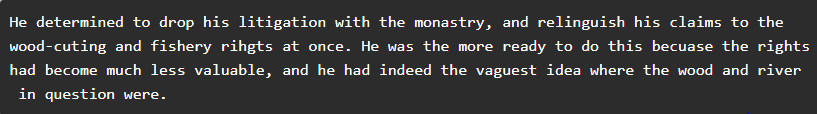 He determined to drop his litigation with the monastry, and relinguish his claims to the
wood-cuting and fishery rihgts at once. He was the more ready to do this becuase the rights
had become much less valuable, and he had indeed the vaguest idea where the wood and river
in question were.